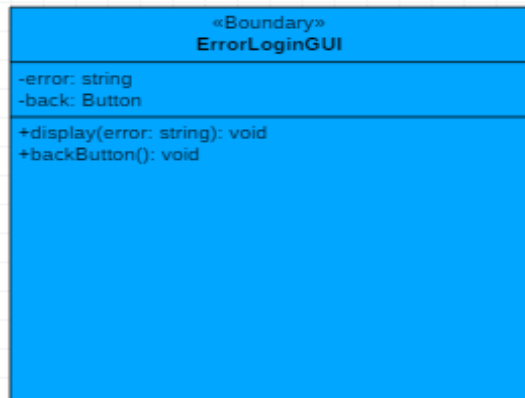 «Boundary»
ErrorLoginGUI
-error: string
-back: Button
+display(error: string): void
+backButton(): void